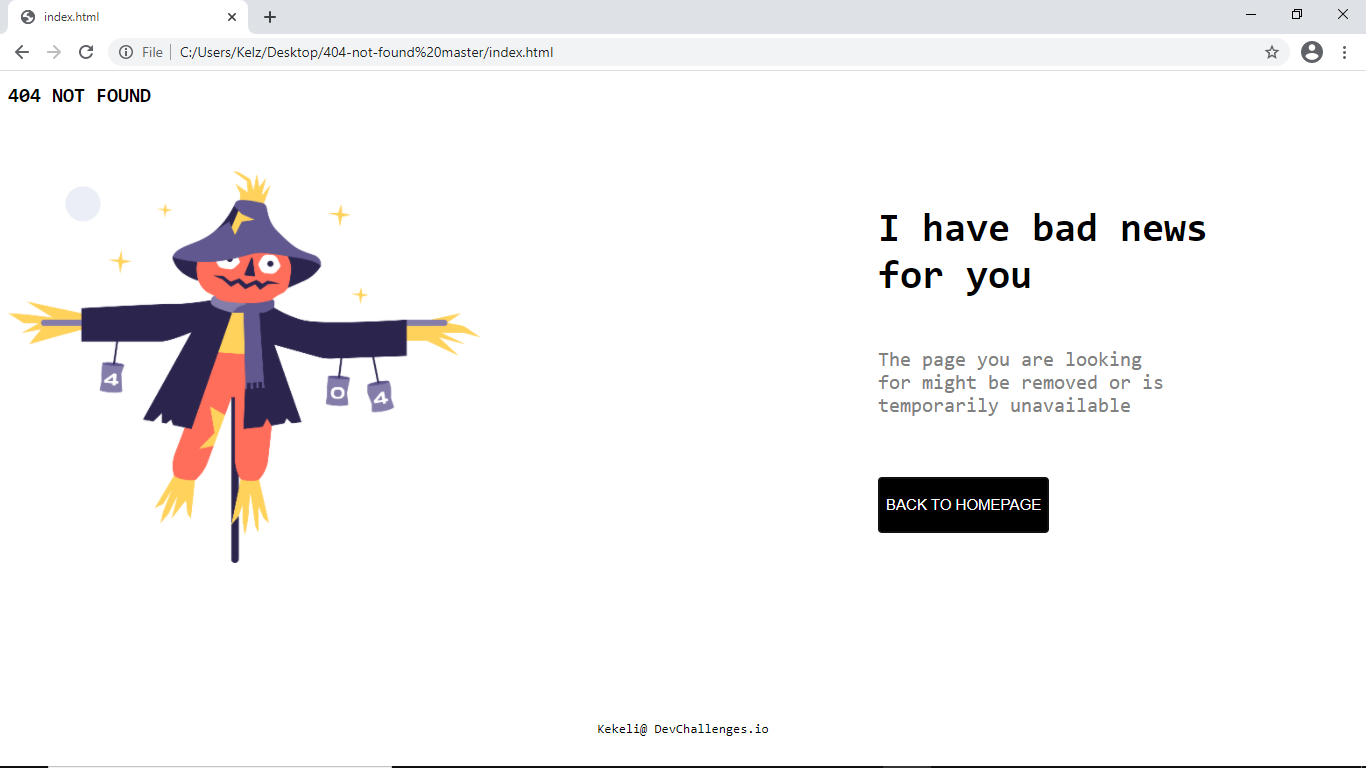 index.html
File
C:/Users/Kelz/Desktop/404-not-found%20master/index.html
404 NOT FOUND
4
0
4
I have bad news
for you
The page you are looking
for might be removed or is
temporarily unavailable
BACK TO HOMEPAGE
Kekeli@ DevChallenges.io